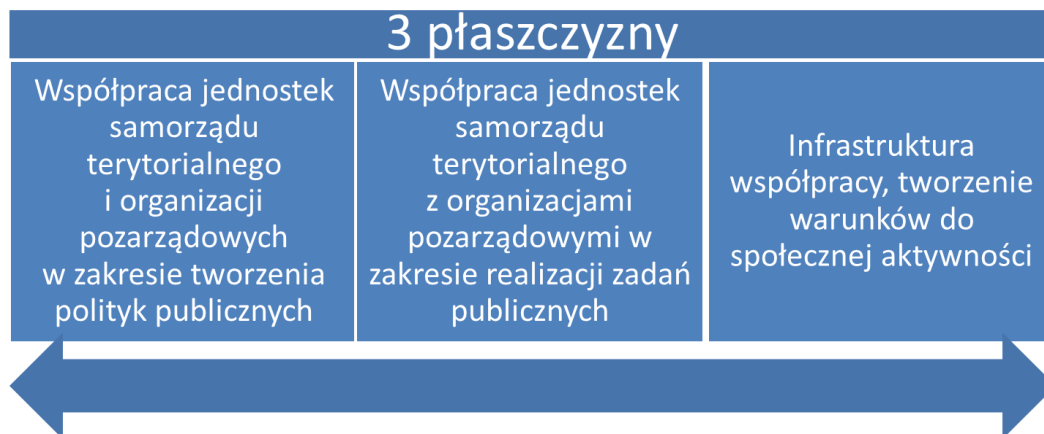 3 płaszczyzny
Współpraca jednostek
samorządu
terytorialnego
i organizacji
pozarządowych
w zakresie tworzenia
polityk publicznych
Współpraca jednostek
samorządu
terytorialnego
z organizacjami
pozarządowymi w
zakresie realizacji zadań
publicznych
Infrastruktura
współpracy, tworzenie
warunków do
społecznej aktywności